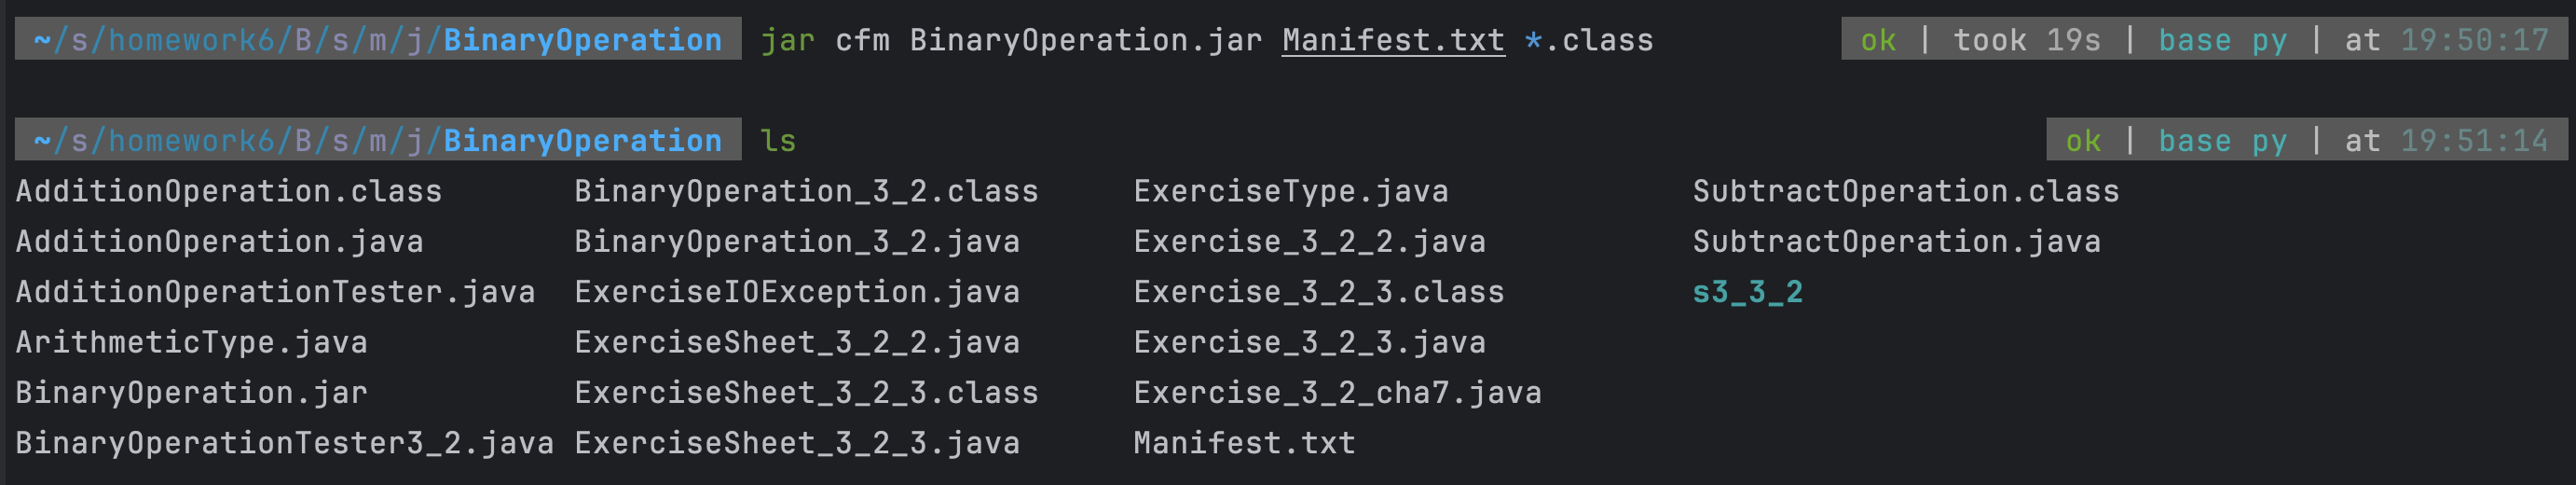 ~/s/homework6/B/s/m/j/BinaryOperation jar cfm BinaryOperation.jar Manifest.txt *.class ok | took 19s | base py | at 19:50:17
~/s/homework6/B/s/m/j/BinaryOperation ls ok | base py | at 19:51:14
AdditionOperation.class BinaryOperation_3_2.class ExerciseType.java SubtractOperation.class
AdditionOperation.java BinaryOperation_3_2.java Exercise_3_2_2.java SubtractOperation.java
AdditionOperationTester.java ExerciseIOException.java Exercise_3_2_3.class s3_3_2
ArithmeticType.java ExerciseSheet_3_2_2.java Exercise_3_2_3.java
BinaryOperation.jar ExerciseSheet_3_2_3.class Exercise_3_2_cha7.java
BinaryOperationTester3_2.java ExerciseSheet_3_2_3.java Manifest.txt